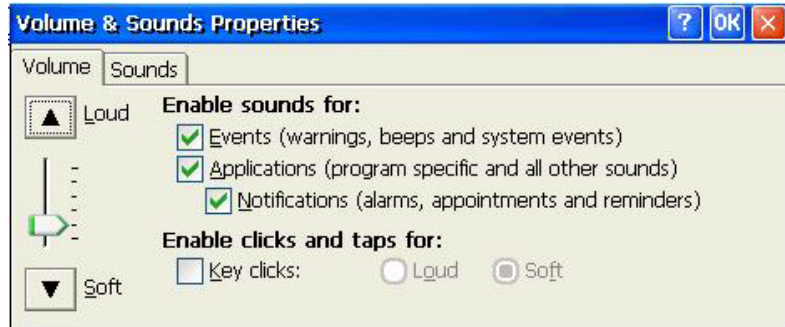 Volume & Sounds Properties ? OK ×
Volume Sounds
Loud
Enable sounds for:
Events (warnings, beeps and system events)
Applications (program specific and all other sounds)
Notifications (alarms, appointments and reminders)
Enable clicks and taps for:
Key clicks: Loud Soft
Soft